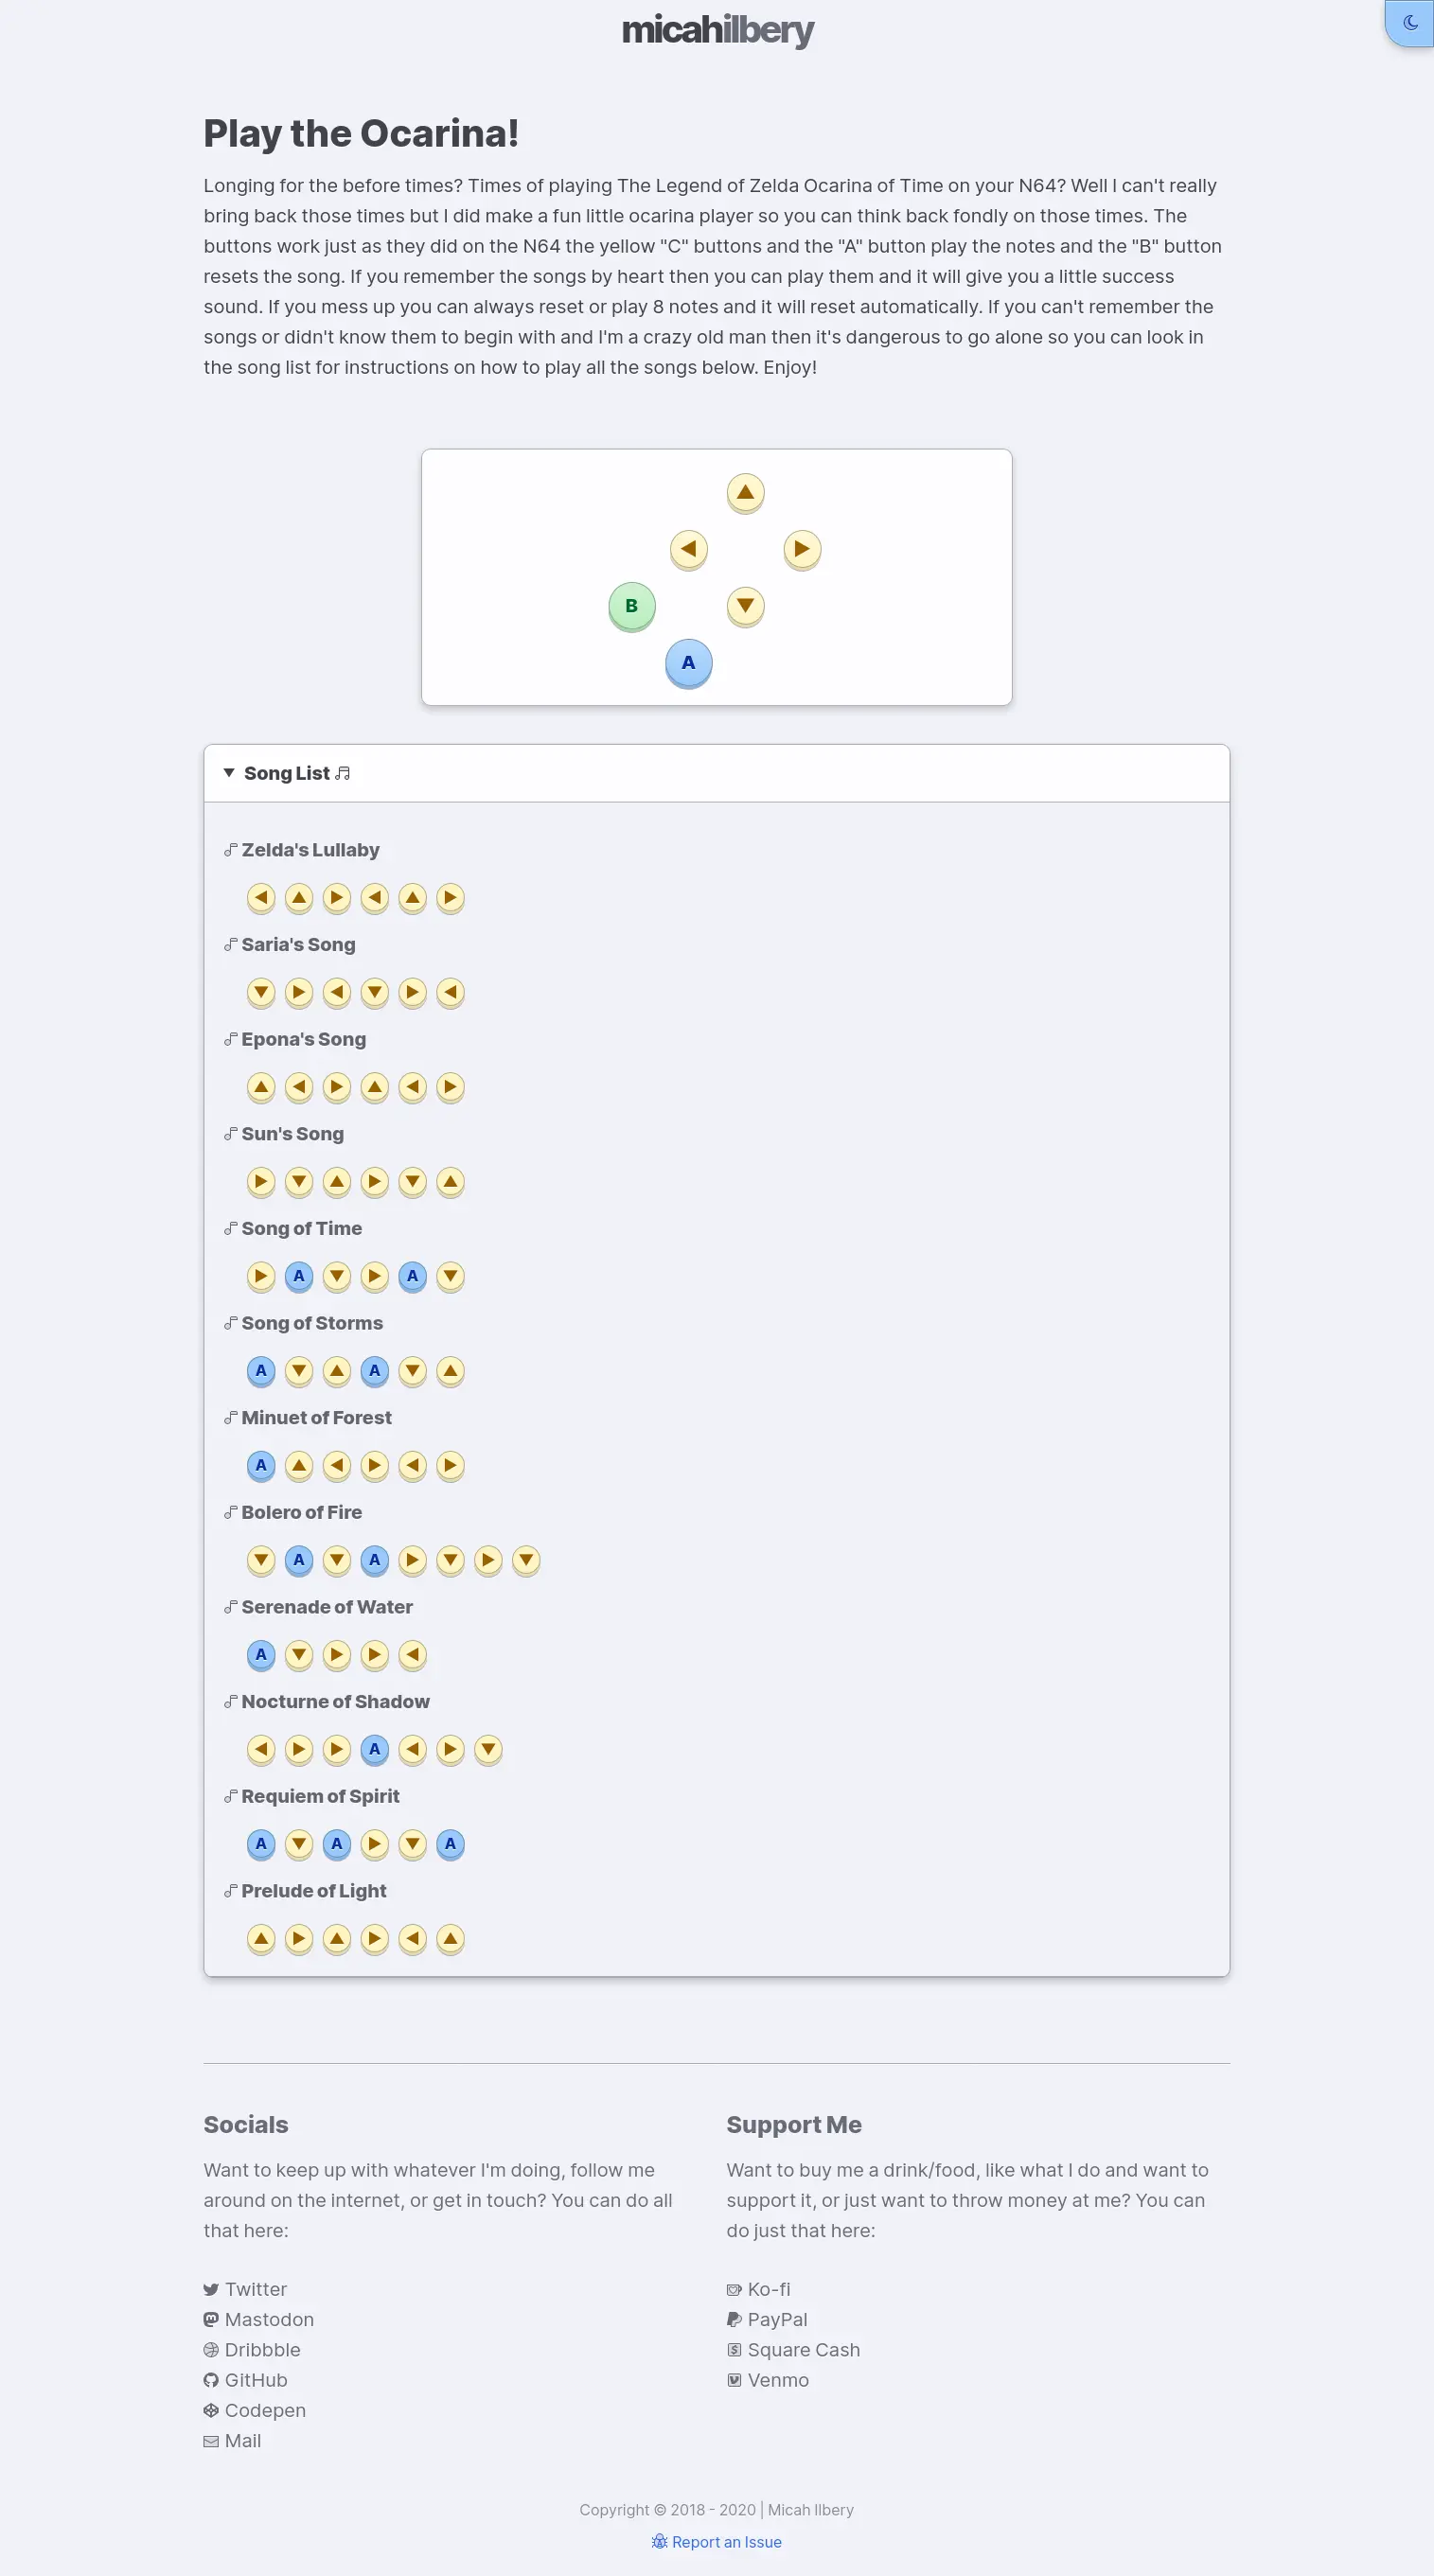 micahilbery
Play the Ocarina!
Longing for the before times? Times of playing The Legend of Zelda Ocarina of Time on your N64? Well I can't really
bring back those times but I did make a fun little ocarina player so you can think back fondly on those times. The
buttons work just as they did on the N64 the yellow "C" buttons and the "A" button play the notes and the "B" button
resets the song. If you remember the songs by heart then you can play them and it will give you a little success
sound. If you mess up you can always reset or play 8 notes and it will reset automatically. If you can't remember the
songs or didn't know them to begin with and I'm a crazy old man then it's dangerous to go alone so you can look in
the song list for instructions on how to play all the songs below. Enjoy!
▲
◀ ▶
B ▼
A
▼ Song List
Zelda's Lullaby
◀ ▲ ▶ ◀ ▲ ▶
Saria's Song
▼ ▶ ◀ ▼ ▶ ◀
Epona's Song
▲ ◀ ▶ ▲ ◀ ▶
Sun's Song
▶ ▼ ▲ ▶ ▼ ▲
Song of Time
▶ A ▼ ▶ A ▼
Song of Storms
A ▼ ▲ A ▼ ▲
Minuet of Forest
A ▲ ◀ ▶ ◀ ▶
Bolero of Fire
▼ A ▼ A ▶ ▼ ▶ ▼
Serenade of Water
A ▼ ▶ ▶ ◀
Nocturne of Shadow
◀ ▶ ▶ A ◀ ▶ ▼
Requiem of Spirit
A ▼ A ▶ ▼ A
Prelude of Light
▲ ▶ ▲ ▶ ◀ ▲
Socials
Want to keep up with whatever I'm doing, follow me
around on the internet, or get in touch? You can do all
that here:
Twitter
Mastodon
Dribbble
GitHub
Codepen
Mail
Support Me
Want to buy me a drink/food, like what I do and want to
support it, or just want to throw money at me? You can
do just that here:
Ko-fi
PayPal
Square Cash
Venmo
Copyright © 2018 - 2020 | Micah Ilbery
Report an Issue